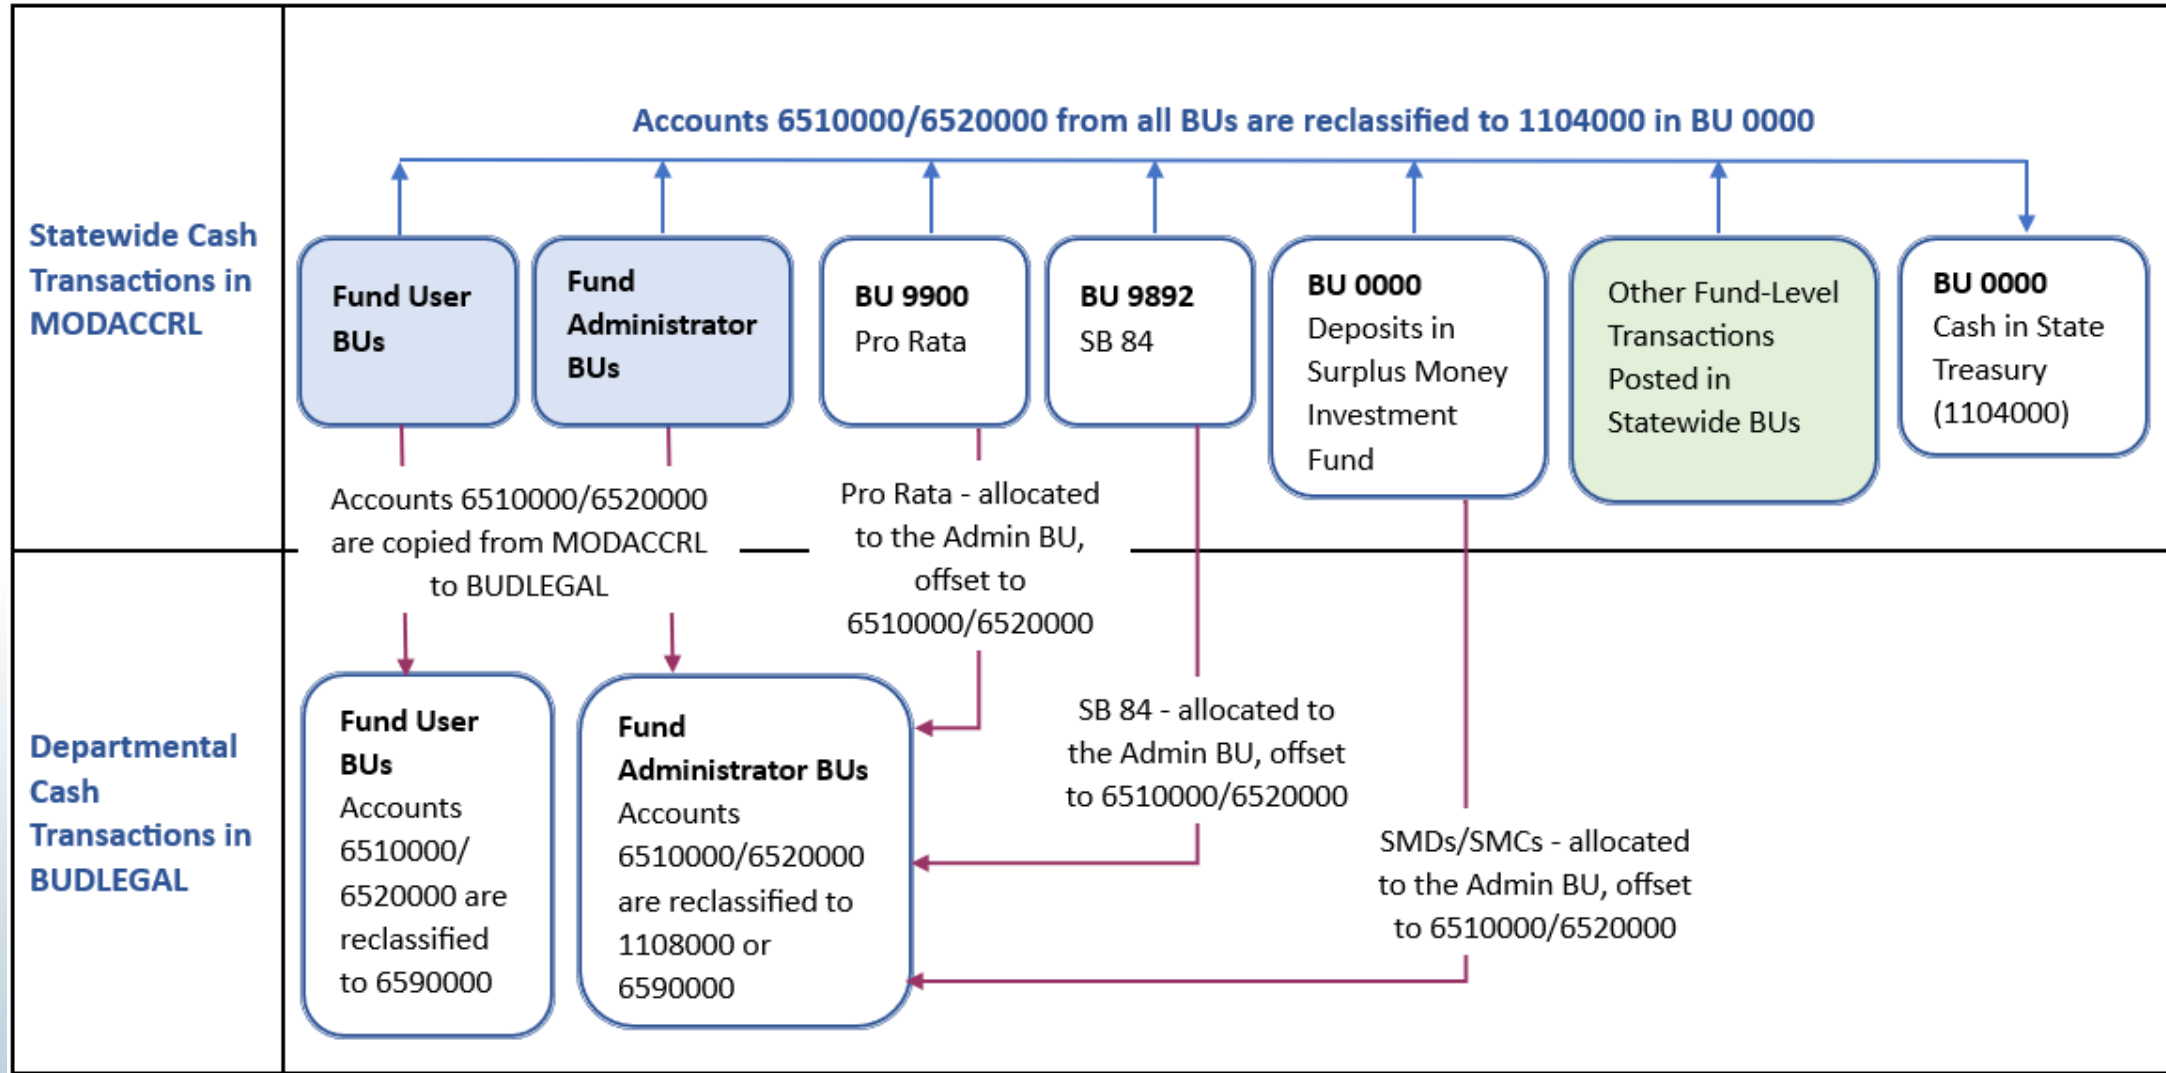 Accounts 6510000/6520000 from all BUs are reclassified to 1104000 in BU 0000
Statewide Cash
Transactions in
MODACCRL
Fund User
BUs
Fund
Administrator
BUs
BU 9900
Pro Rata
BU 9892
SB 84
BU 0000
Deposits in
Surplus Money
Investment
Fund
Other Fund-Level
Transactions
Posted in
Statewide BUs
BU 0000
Cash in State
Treasury
(1104000)
Accounts 6510000/6520000
are copied from MODACCRL
to BUDLEGAL
Pro Rata - allocated
to the Admin BU,
offset to
6510000/6520000
SB 84 - allocated to
the Admin BU, offset
to 6510000/6520000
SMDs/SMCs - allocated
to the Admin BU, offset
to 6510000/6520000
Departmental
Cash
Transactions in
BUDLEGAL
Fund User
BUs
Accounts
6510000/
6520000 are
reclassified
to 6590000
Fund
Administrator BUs
Accounts
6510000/6520000
are reclassified to
1108000 or
6590000